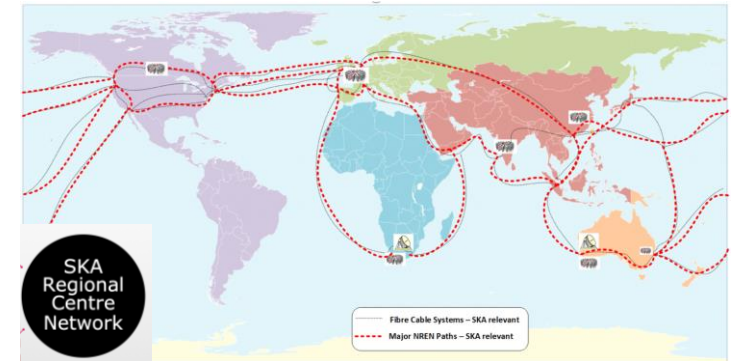 SKA
Regional
Centre
Network
Fibre Cable Systems – SKA relevant
Major NREN Paths – SKA relevant